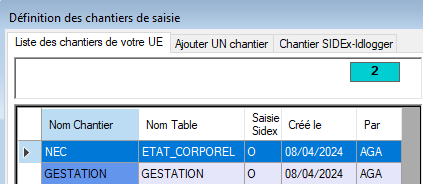 Définition des chantiers de saisie
Liste des chantiers de votre UE Ajouter UN chantier Chantier SIDEx-Idlogger
2
Nom Chantier Nom Table Saisie Sidex Créé le Par
NEC ETAT_CORPOREL O 08/04/2024 AGA
GESTATION GESTATION O 08/04/2024 AGA